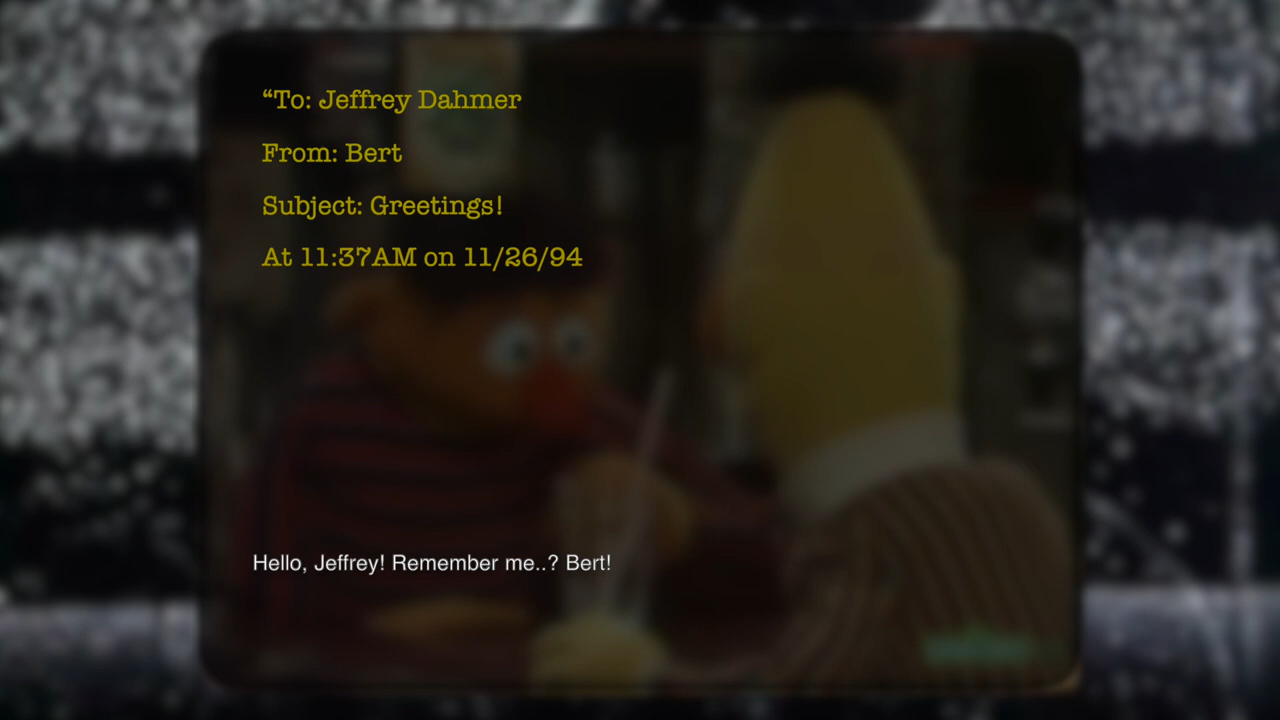 “To: Jeffrey Dahmer
From: Bert
Subject: Greetings!
At 11:37AM on 11/26/94
Hello, Jeffrey! Remember me..? Bert!